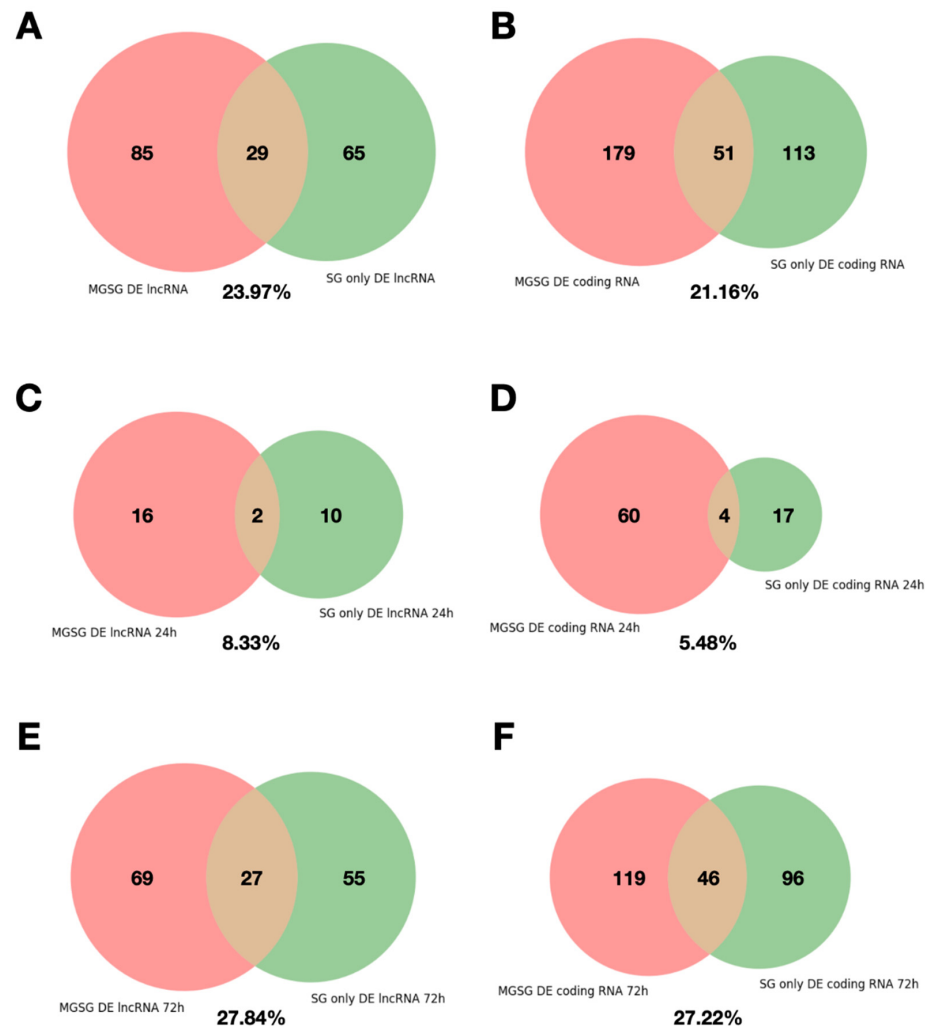 A
85
29
65
MGSG DE lncRNA
SG only DE lncRNA
23.97%
B
179
51
113
MGSG DE coding RNA
SG only DE coding RNA
21.16%
C
16
2
10
MGSG DE lncRNA 24h
SG only DE lncRNA 24h
8.33%
D
60
4
17
MGSG DE coding RNA 24h
SG only DE coding RNA 24h
5.48%
E
69
27
55
MGSG DE lncRNA 72h
SG only DE lncRNA 72h
27.84%
F
119
46
96
MGSG DE coding RNA 72h
SG only DE coding RNA 72h
27.22%